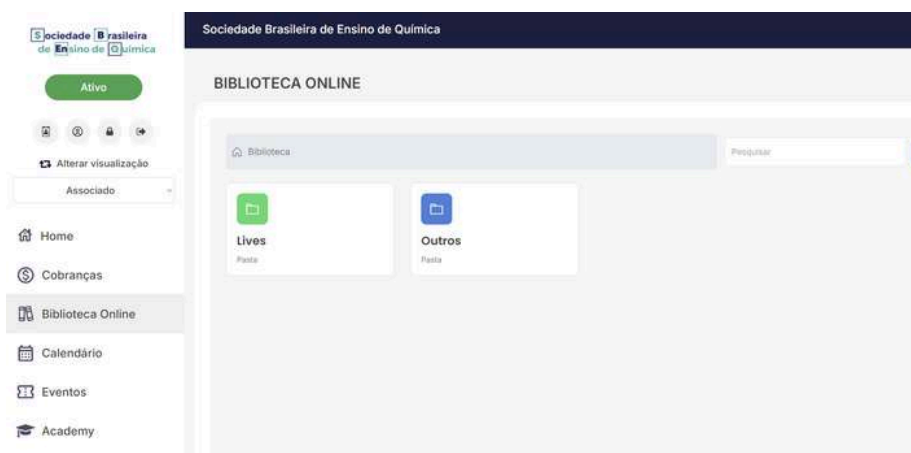 Sociedade Brasileira
de Ensino de Química
Ativo
Alterar visualização
Associado
Home
Cobranças
Biblioteca Online
Calendário
Eventos
Academy
Sociedade Brasileira de Ensino de Química
BIBLIOTECA ONLINE
Biblioteca
Pesquisar
Lives
Pasta
Outros
Pasta